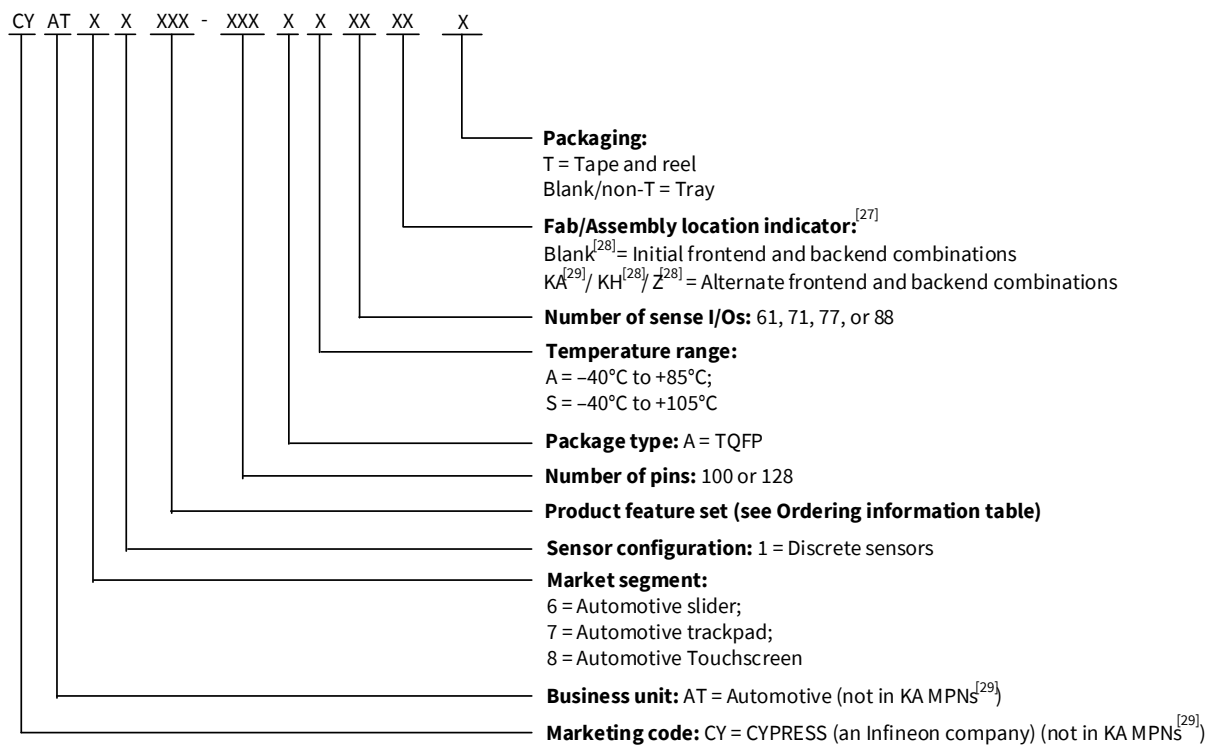 CY AT X X XXX - XXX X X XX XX X
Packaging:
T = Tape and reel
Blank/non-T = Tray
Fab/Assembly location indicator:[27]
Blank[28]= Initial frontend and backend combinations
KA[29]/ KH[28]/ Z[28] = Alternate frontend and backend combinations
Number of sense I/Os: 61, 71, 77, or 88
Temperature range:
A = –40°C to +85°C;
S = –40°C to +105°C
Package type: A = TQFP
Number of pins: 100 or 128
Product feature set (see Ordering information table)
Sensor configuration: 1 = Discrete sensors
Market segment:
6 = Automotive slider;
7 = Automotive trackpad;
8 = Automotive Touchscreen
Business unit: AT = Automotive (not in KA MPNs[29])
Marketing code: CY = CYPRESS (an Infineon company) (not in KA MPNs[29])